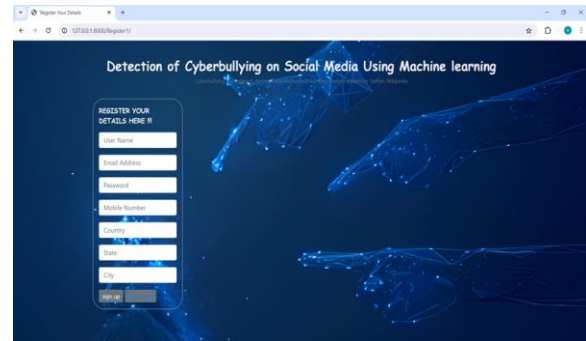 Register Your Details
127.0.0.1:8000/Register1/
Detection of Cyberbullying on Social Media Using Machine learning
REGISTER YOUR
DETAILS HERE !!!
User Name
Email Address
Password
Mobile Number
Country
State
City
sign_up